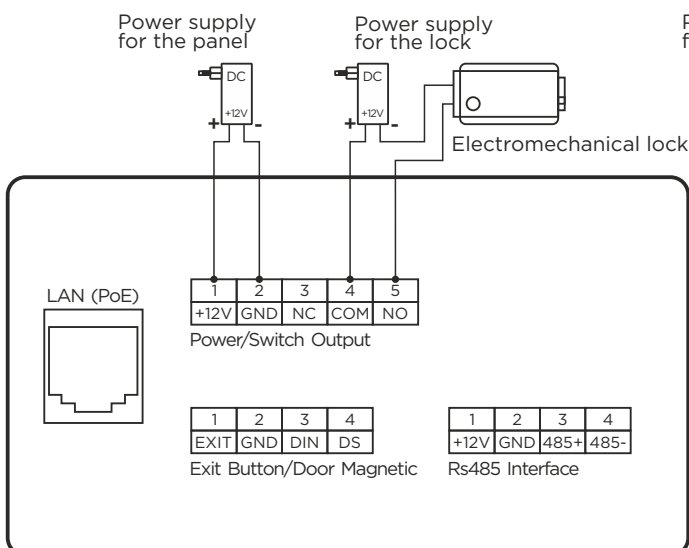 Power supply
for the panel
Power supply
for the lock
P
f
DC
+12V
+ -
DC
+12V
+ -
Electromechanical lock
LAN (PoE)
1 2 3 4 5
+12V GND NC COM NO
Power/Switch Output
1 2 3 4
EXIT GND DIN DS
Exit Button/Door Magnetic
1 2 3 4
+12V GND 485+ 485-
Rs485 Interface